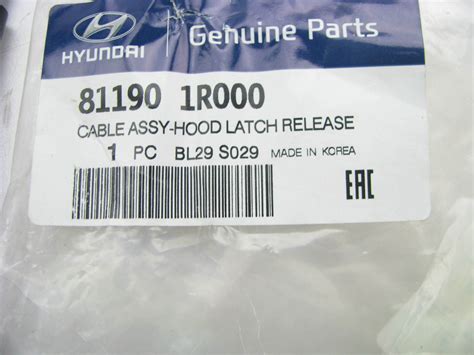 HYUNDAI
Genuine Parts
81190 1R000
CABLE ASSY-HOOD LATCH RELEASE
1 PC BL29 S029 MADE IN KOREA
EAC